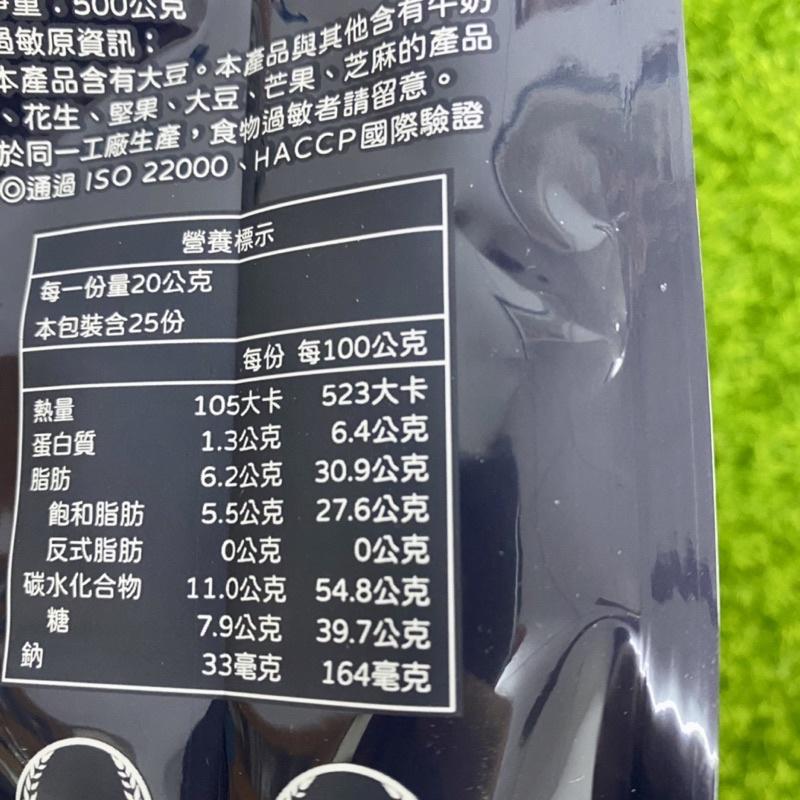 淨重：500公克
過敏原資訊：
本產品含有大豆。本產品與其他含有牛奶
、花生、堅果、大豆、芒果、芝麻的產品
於同一工廠生產，食物過敏者請留意。
◎通過 ISO 22000、HACCP國際驗證
營養標示
每一份量20公克
本包裝含25份
每份 每100公克
熱量 105大卡 523大卡
蛋白質 1.3公克 6.4公克
脂肪 6.2公克 30.9公克
飽和脂肪 5.5公克 27.6公克
反式脂肪 0公克 0公克
碳水化合物 11.0公克 54.8公克
糖 7.9公克 39.7公克
鈉 33毫克 164毫克